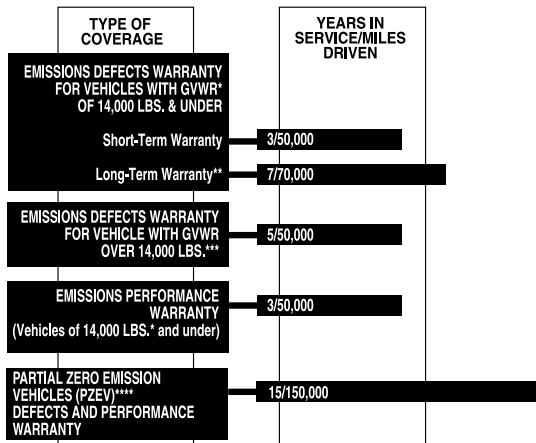 TYPE OF
COVERAGE
YEARS IN
SERVICE/MILES
DRIVEN
EMISSIONS DEFECTS WARRANTY
FOR VEHICLES WITH GVWR*
OF 14,000 LBS. & UNDER
Short-Term Warranty
3/50,000
Long-Term Warranty**
7/70,000
EMISSIONS DEFECTS WARRANTY
FOR VEHICLE WITH GVWR
OVER 14,000 LBS.***
5/50,000
EMISSIONS PERFORMANCE
WARRANTY
(Vehicles of 14,000 LBS.* and under)
3/50,000
PARTIAL ZERO EMISSION
VEHICLES (PZEV)****
DEFECTS AND PERFORMANCE
WARRANTY
15/150,000